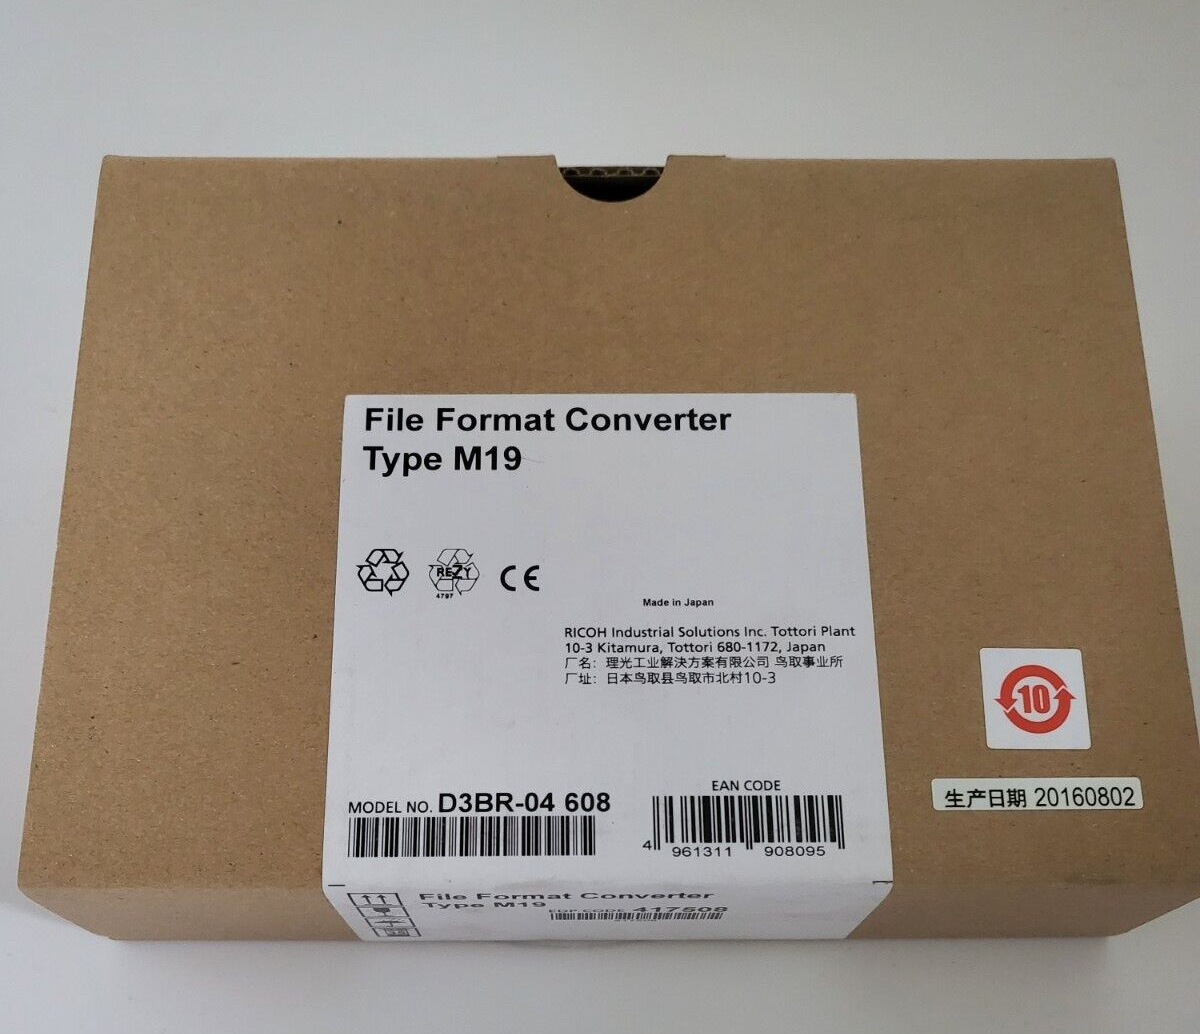 File Format Converter
Type M19
REZY
4797
CE
Made in Japan
RICOH Industrial Solutions Inc. Tottori Plant
10-3 Kitamura, Tottori 680-1172, Japan
厂名：理光工业解決方案有限公司 鸟取事业所
厂址：日本鸟取县鸟取市北村10-3
10
生产日期 20160802
EAN CODE
MODEL NO. D3BR-04 608
4 961311 908095
File Format Converter
Type M19 EDP CODE 417508